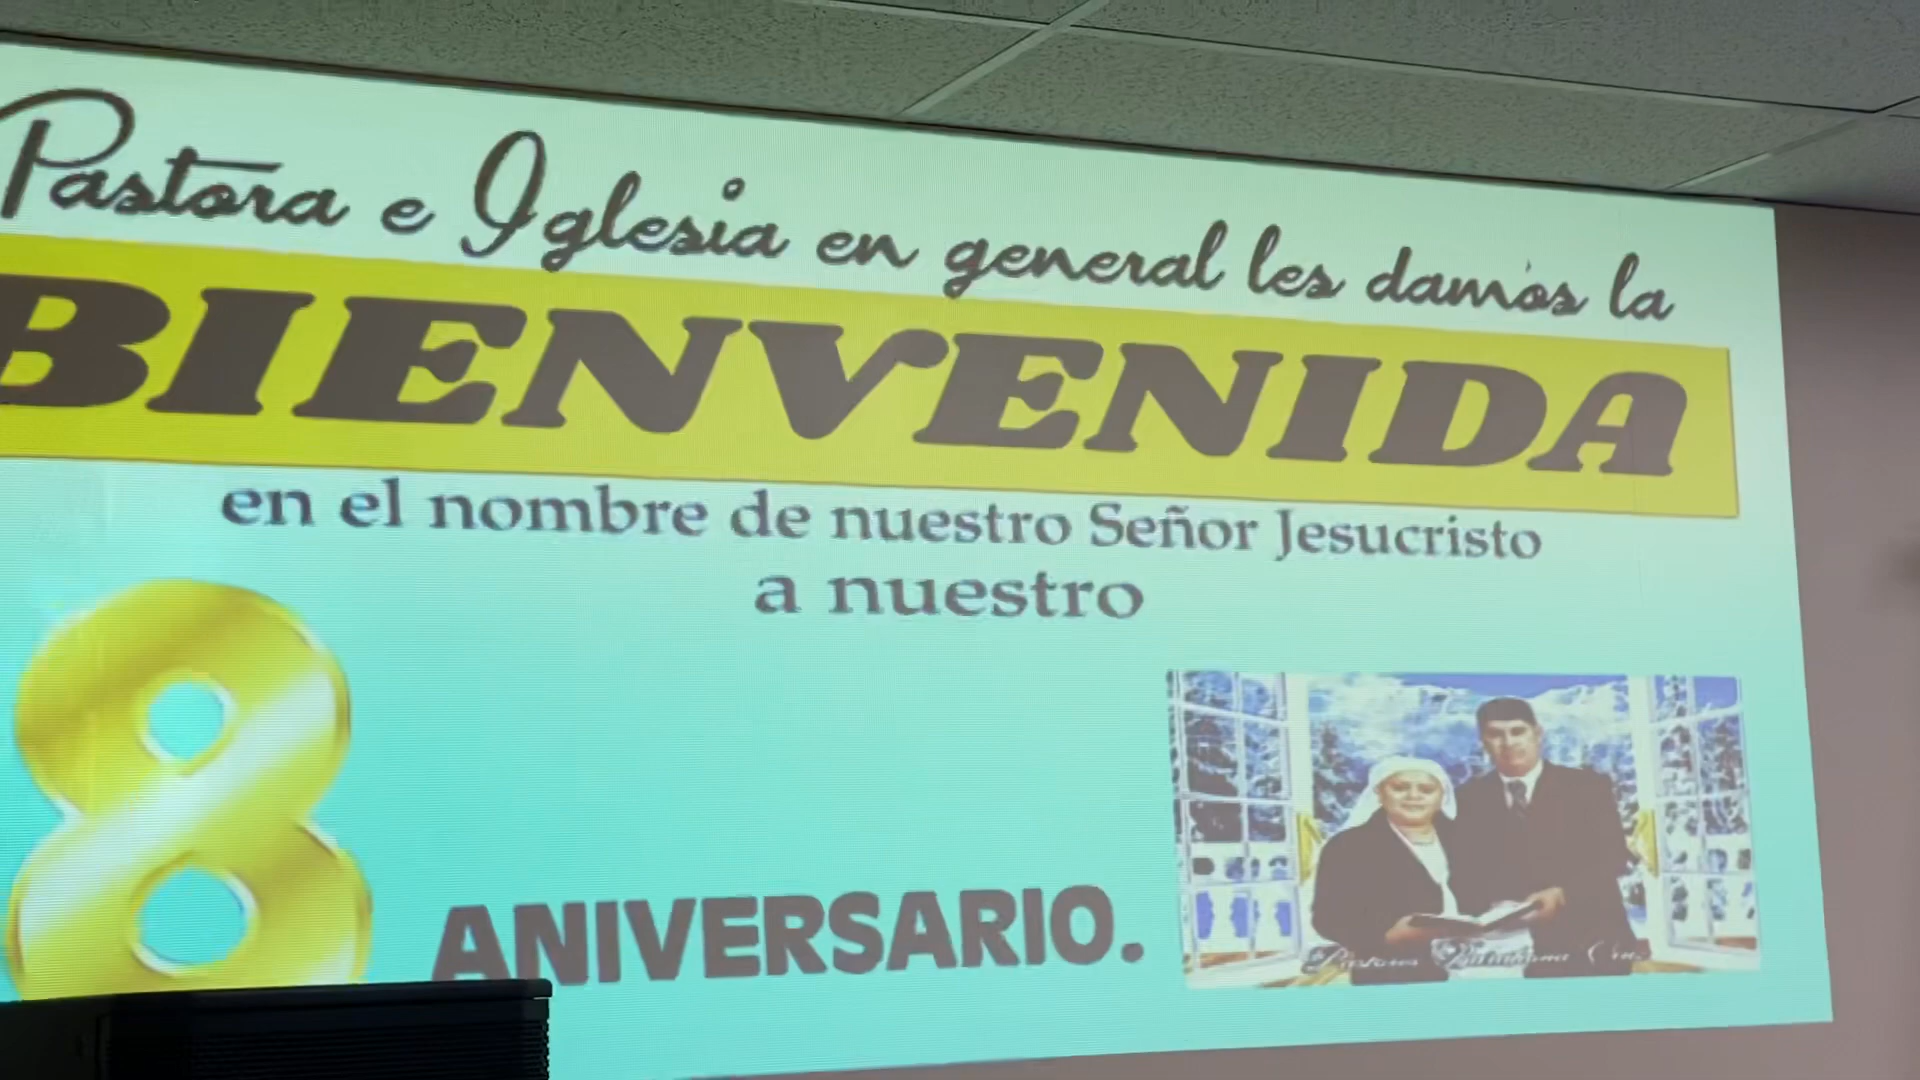 Pastora e Iglesia en general les damos la
BIENVENIDA
en el nombre de nuestro Señor Jesucristo
a nuestro
8
ANIVERSARIO.